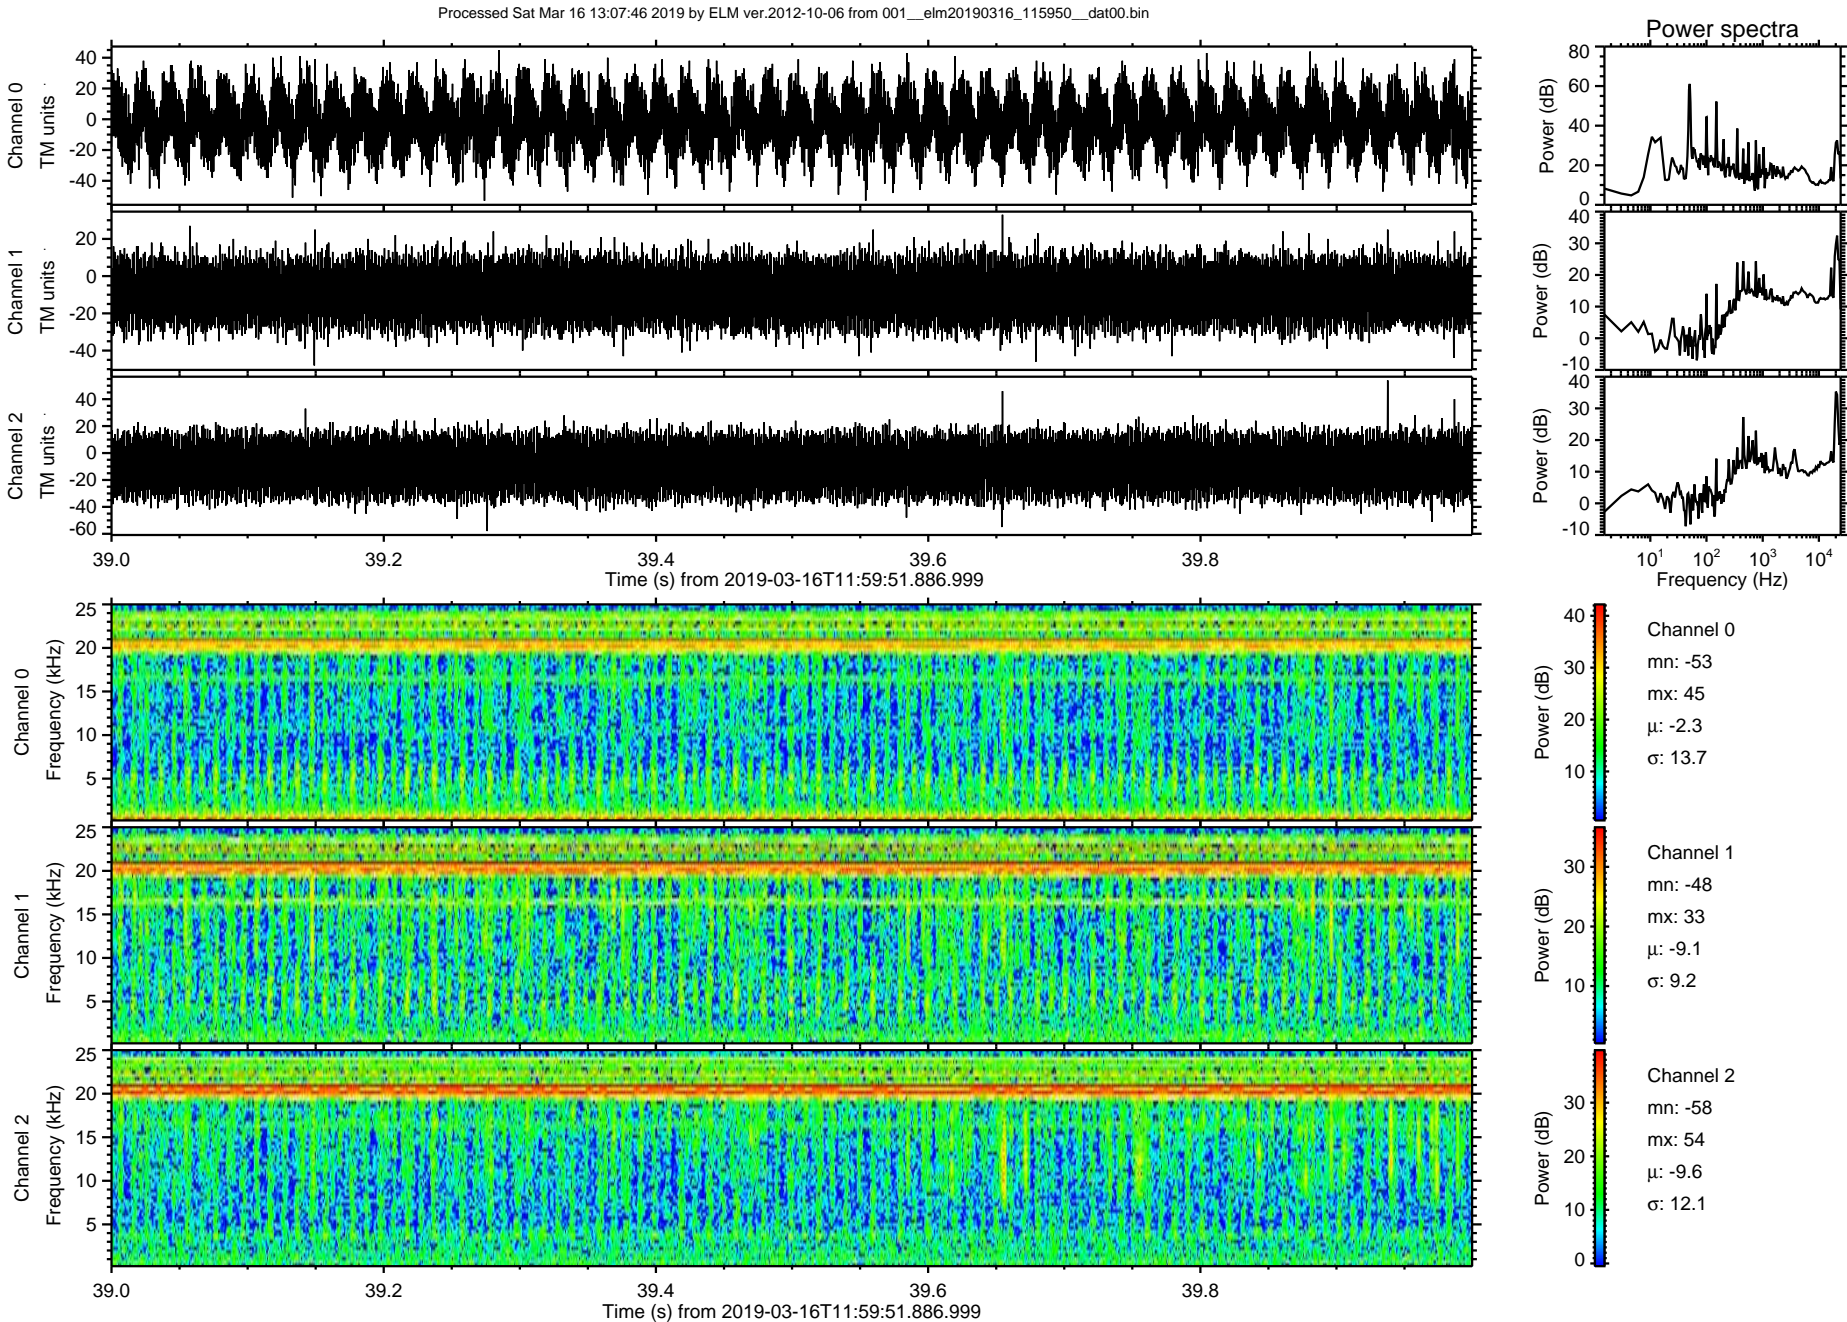 Processed Sat Mar 16 13:07:46 2019 by ELM ver.2012-10-06 from 001__elm20190316_115950__dat00.bin
Power spectra
Channel 0
TM units
40
20
0
-20
-40
Power (dB)
80
60
40
20
0
Channel 1
TM units
20
0
-20
-40
Power (dB)
40
30
20
10
0
-10
Channel 2
TM units
40
20
0
-20
-40
-60
Power (dB)
40
30
20
10
0
-10
39.0 39.2 39.4 39.6 39.8
Time (s) from 2019-03-16T11:59:51.886.999
10^1 10^2 10^3 10^4
Frequency (Hz)
Channel 0
Frequency (kHz)
25
20
15
10
5
Power (dB)
40
30
20
10
Channel 0
mn: -53
mx: 45
μ: -2.3
σ: 13.7
Channel 1
Frequency (kHz)
25
20
15
10
5
Power (dB)
30
20
10
Channel 1
mn: -48
mx: 33
μ: -9.1
σ: 9.2
Channel 2
Frequency (kHz)
25
20
15
10
5
Power (dB)
30
20
10
0
Channel 2
mn: -58
mx: 54
μ: -9.6
σ: 12.1
39.0 39.2 39.4 39.6 39.8
Time (s) from 2019-03-16T11:59:51.886.999